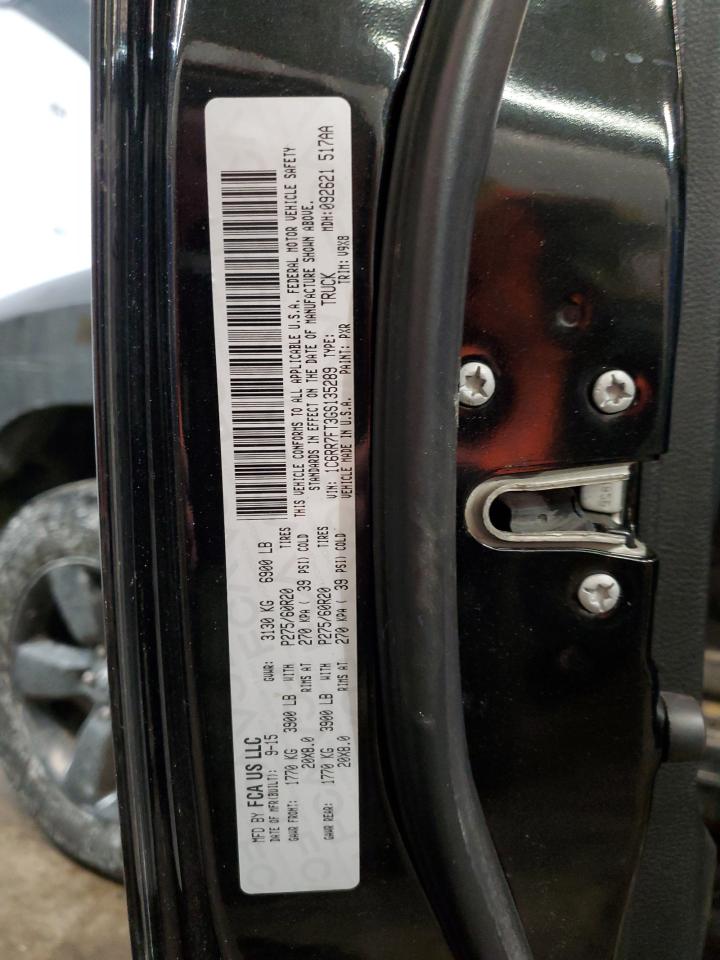 MFD BY FCA US LLC
DATE OF MFR(BUILT): 9-15 GVWR: 3130 KG 6900 LB
GAWR FRONT: 1770 KG 3900 LB WITH P275/60R20 TIRES
20X8.0 RIMS AT 270 KPA ( 39 PSI) COLD
GAWR REAR: 1770 KG 3900 LB WITH P275/60R20 TIRES
20X8.0 RIMS AT 270 KPA ( 39 PSI) COLD
THIS VEHICLE CONFORMS TO ALL APPLICABLE U.S.A. FEDERAL MOTOR VEHICLE SAFETY
STANDARDS IN EFFECT ON THE DATE OF MANUFACTURE SHOWN ABOVE.
VIN: 1C6RR7FT3GS135289 TYPE: TRUCK MDH:092621 517AA
VEHICLE MADE IN U.S.A. PAINT: PXR TRIM: V9X8